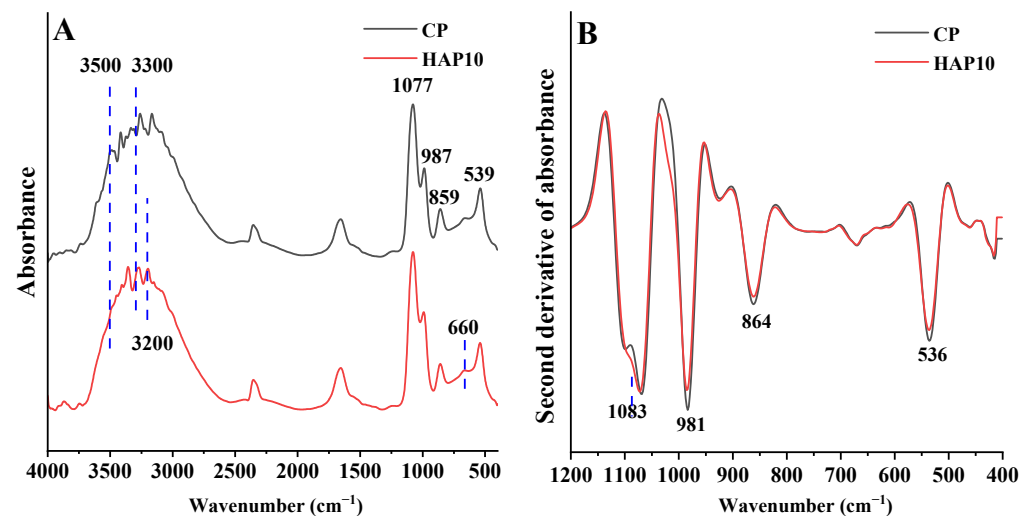 A
CP
HAP10
3500
3300
1077
987
859
539
3200
660
Absorbance
4000 3500 3000 2500 2000 1500 1000 500
Wavenumber (cm⁻¹)
B
CP
HAP10
1083
981
864
536
Second derivative of absorbance
1200 1100 1000 900 800 700 600 500 400
Wavenumber (cm⁻¹)